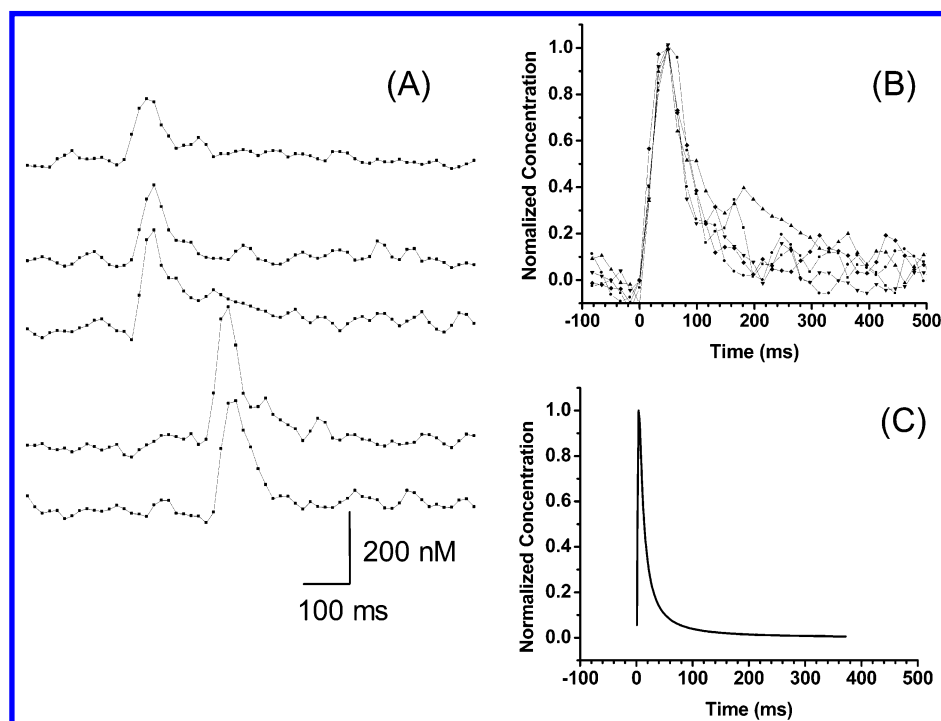 (A)
200 nM
100 ms
(B)
Nomalized Concentration
1.0
0.8
0.6
0.4
0.2
0.0
-100 0 100 200 300 400 500
Time (ms)
(C)
Normalized Concentration
1.0
0.8
0.6
0.4
0.2
0.0
-100 0 100 200 300 400 500
Time (ms)